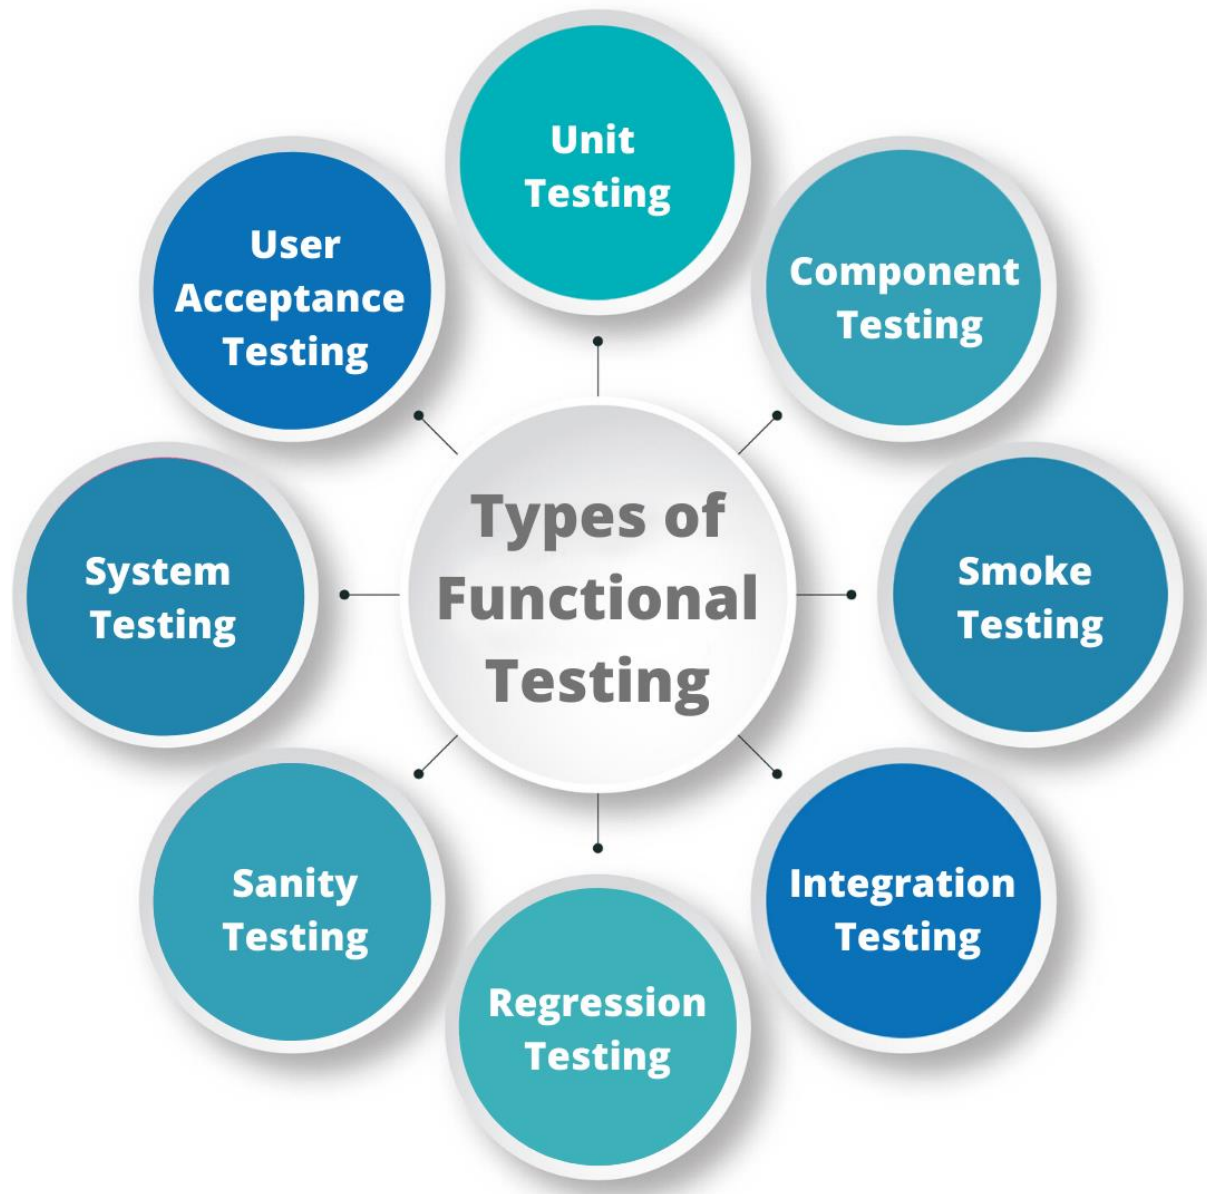 Unit
Testing
Component
Testing
Smoke
Testing
Integration
Testing
Regression
Testing
Sanity
Testing
System
Testing
User
Acceptance
Testing
Types of
Functional
Testing